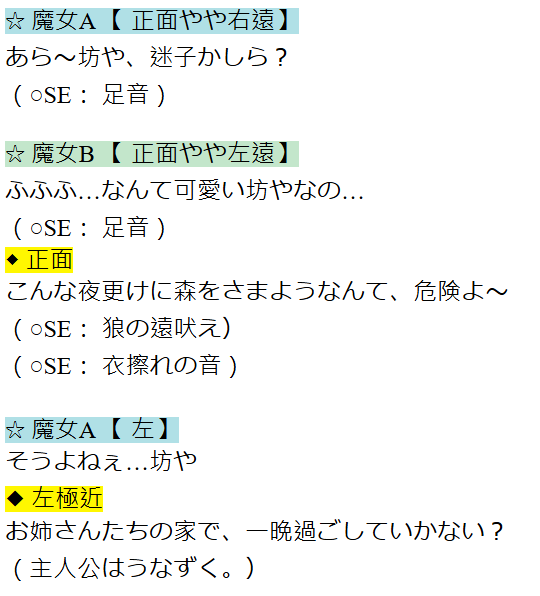 ☆ 魔女A 【 正面やや右遠】
あら～坊や、迷子かしら？
（ ○SE： 足音 ）
☆ 魔女B 【 正面やや左遠】
ふふふ…なんて可愛い坊やなの…
（ ○SE： 足音 ）
◆ 正面
こんな夜更けに森をさまようなんて、危険よ～
（ ○SE： 狼の遠吠え）
（ ○SE： 衣擦れの音 ）
☆ 魔女A 【 左 】
そうよねぇ…坊や
◆ 左極近
お姉さんたちの家で、一晩過ごしていかない？
（ 主人公はうなずく。）